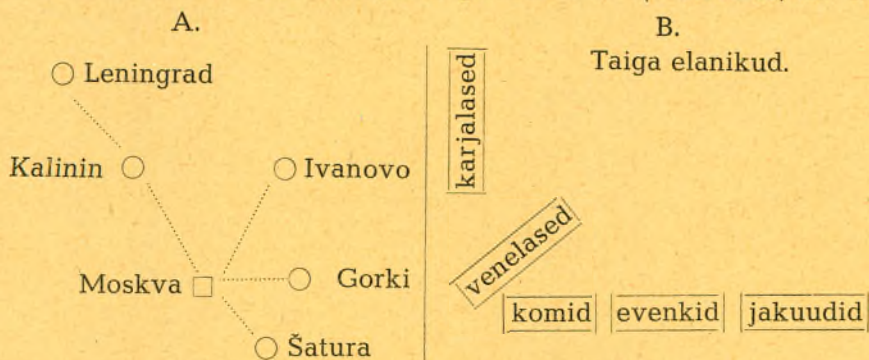 A.
Leningrad
Kalinin
Ivanovo
Moskva
Gorki
Šatura
B.
Taiga elanikud.
karjalased
venelased
komid
evenkid
jakuudid